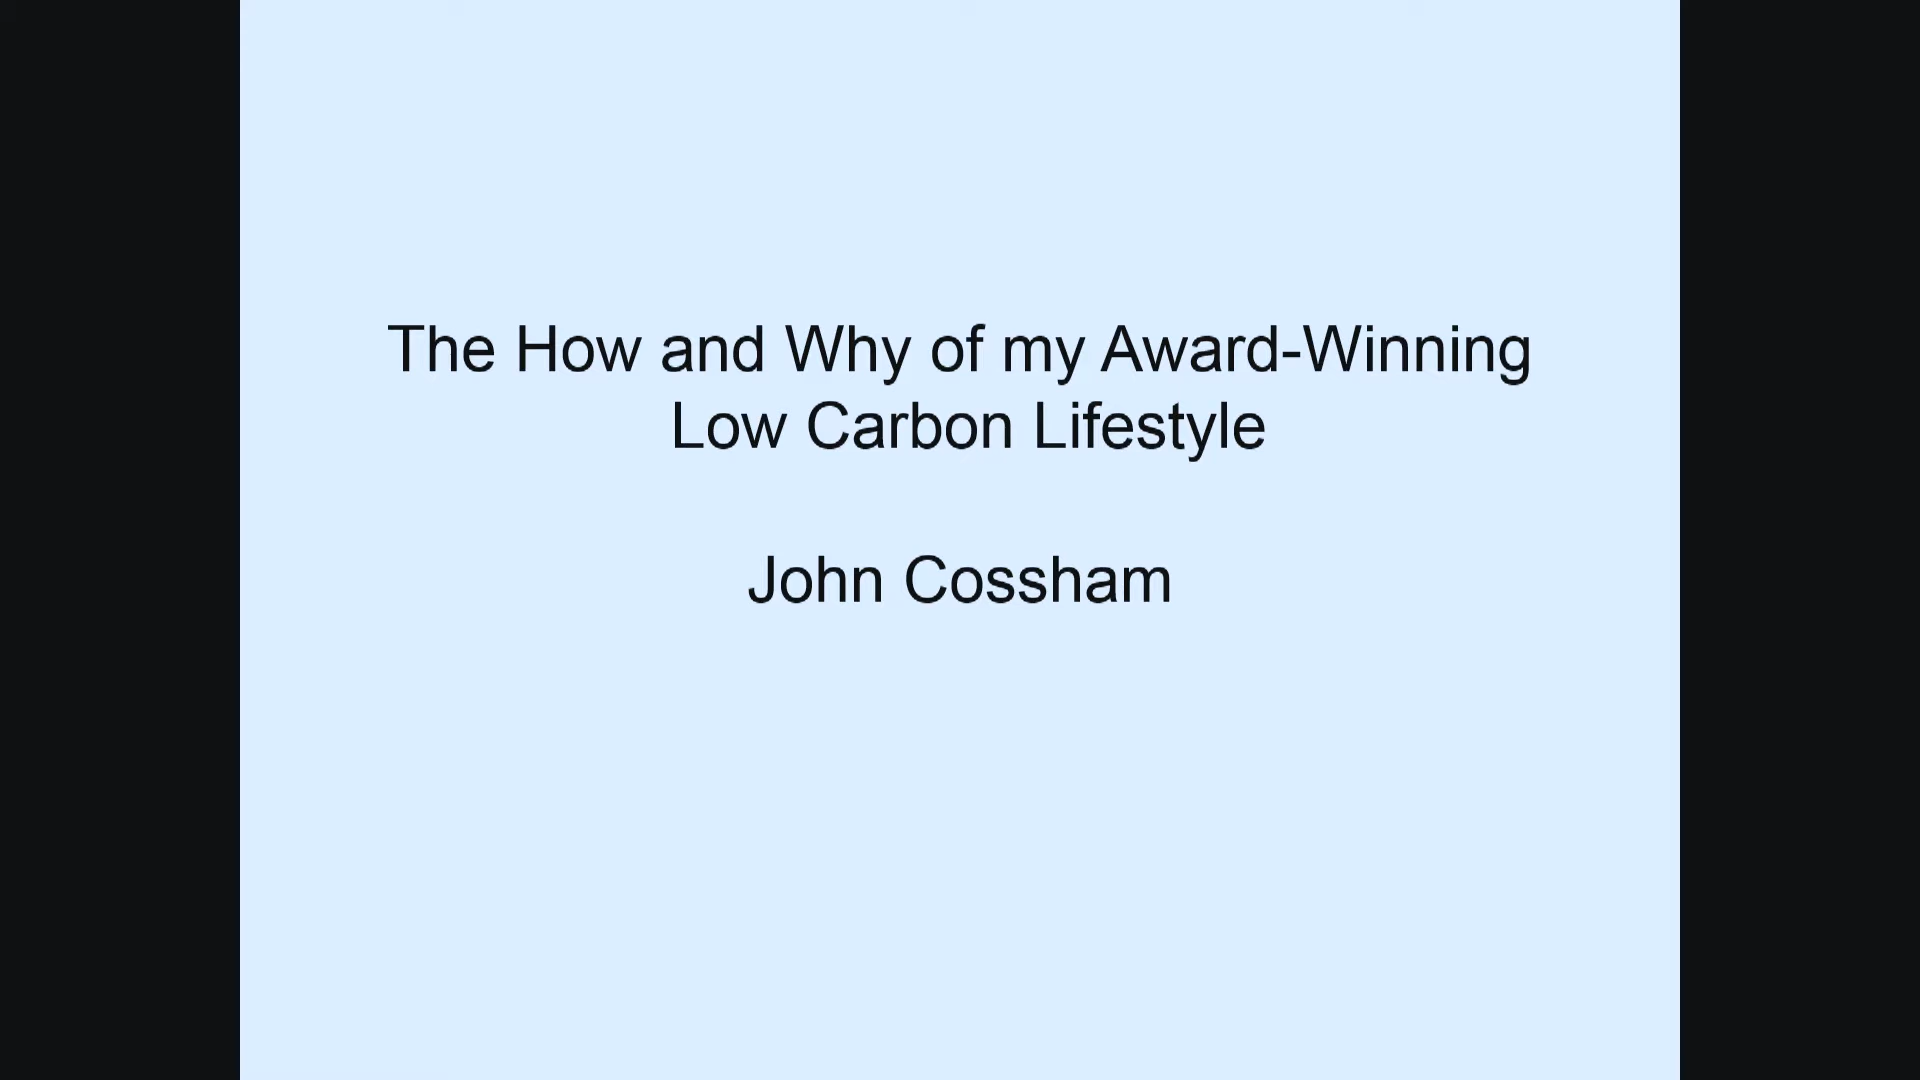 The How and Why of my Award-Winning
Low Carbon Lifestyle
John Cossham